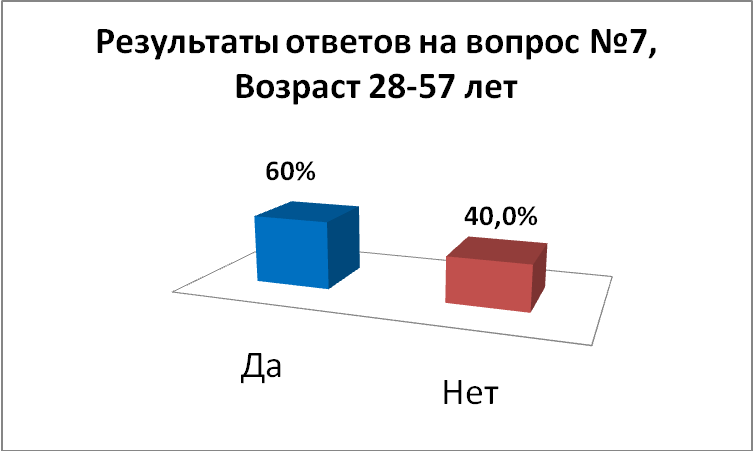 Результаты ответов на вопрос №7,
Возраст 28-57 лет
60%
40,0%
Да
Нет